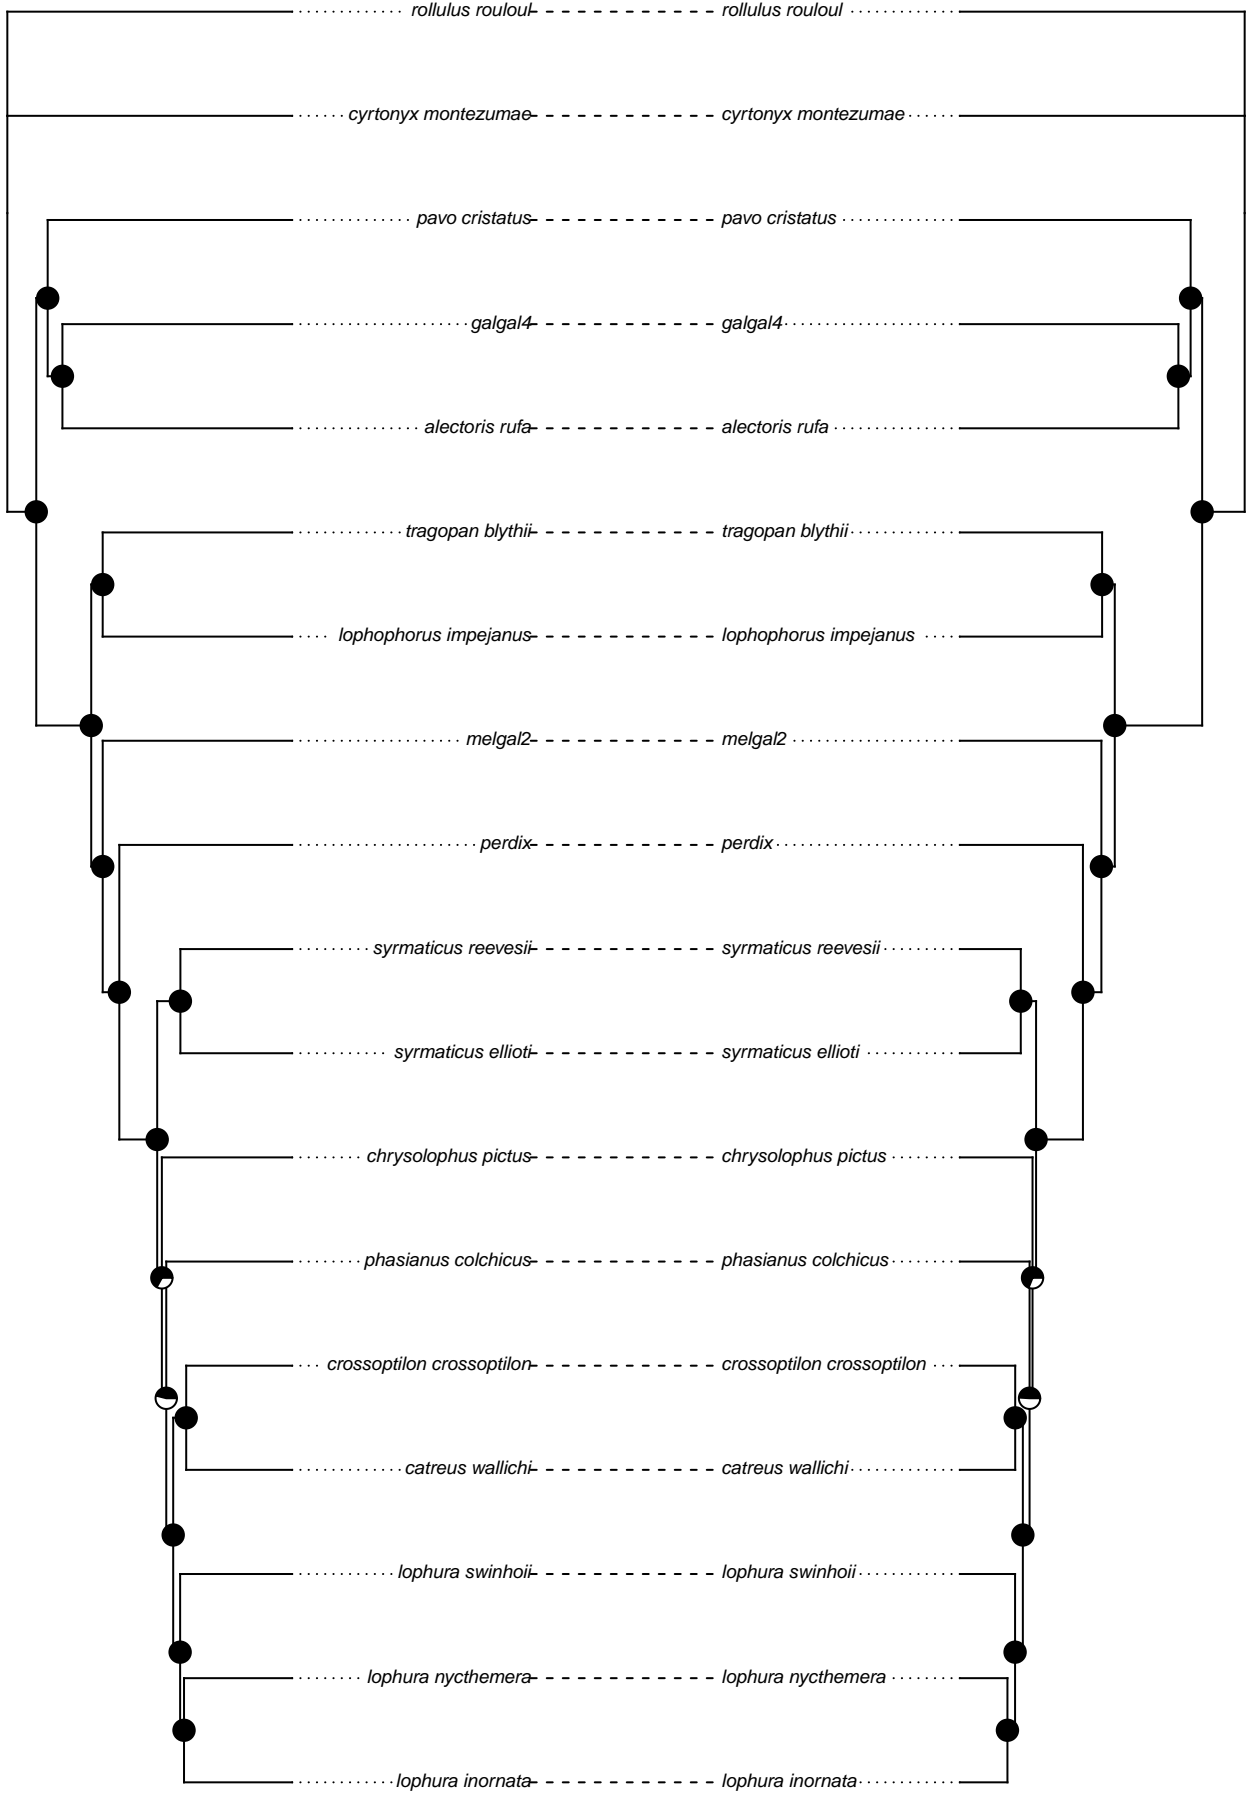 rollulus rouloul rollulus rouloul
cyrtonyx montezumae cyrtonyx montezumae
pavo cristatus pavo cristatus
galgal4 galgal4
alectoris rufa alectoris rufa
tragopan blythii tragopan blythii
lophophorus impejanus lophophorus impejanus
melgal2 melgal2
perdix perdix
syrmaticus reevesii syrmaticus reevesii
syrmaticus ellioti syrmaticus ellioti
chrysolophus pictus chrysolophus pictus
phasianus colchicus phasianus colchicus
crossoptilon crossoptilon crossoptilon crossoptilon
catreus wallichi catreus wallichi
lophura swinhoii lophura swinhoii
lophura nycthemera lophura nycthemera
lophura inornata lophura inornata